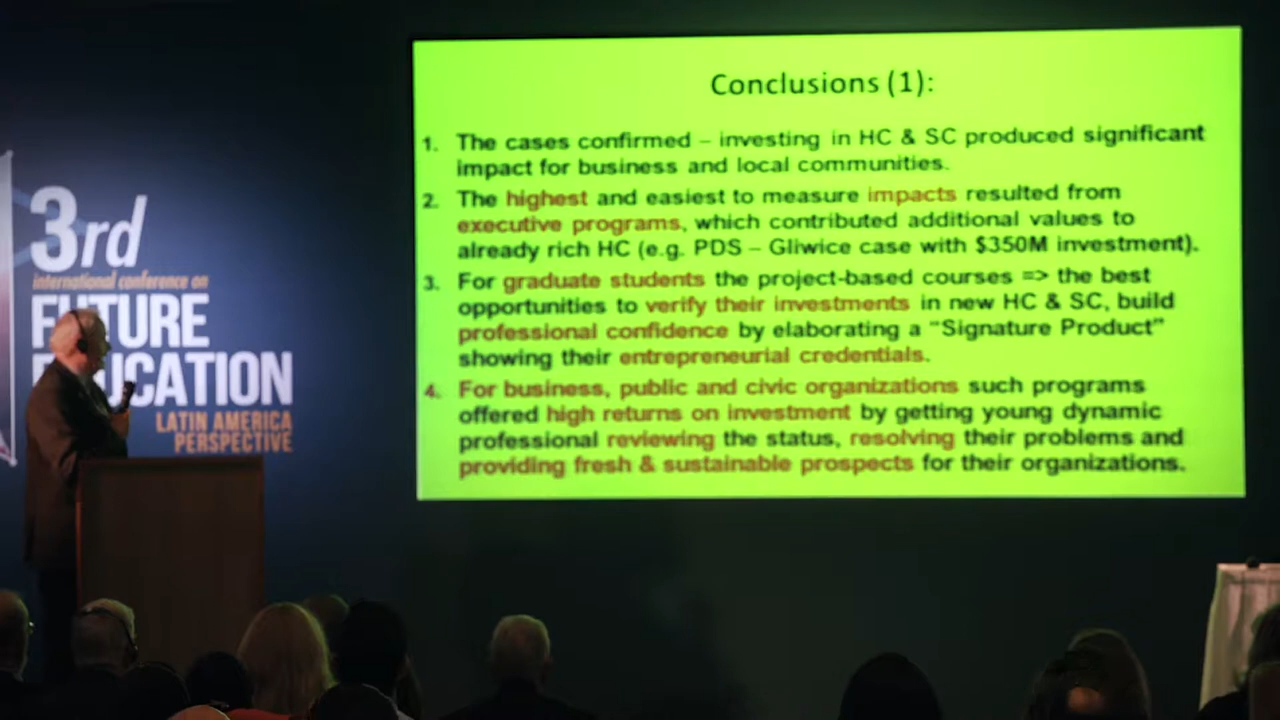 3rd
international conference on
FUTURE
EDUCATION
LATIN AMERICA
PERSPECTIVE
Conclusions (1):
1. The cases confirmed – investing in HC & SC produced significant
impact for business and local communities.
2. The highest and easiest to measure impacts resulted from
executive programs, which contributed additional values to
already rich HC (e.g. PDS – Gliwice case with $350M investment).
3. For graduate students the project-based courses => the best
opportunities to verify their investments in new HC & SC, build
professional confidence by elaborating a “Signature Product”
showing their entrepreneurial credentials.
4. For business, public and civic organizations such programs
offered high returns on investment by getting young dynamic
professional reviewing the status, resolving their problems and
providing fresh & sustainable prospects for their organizations.